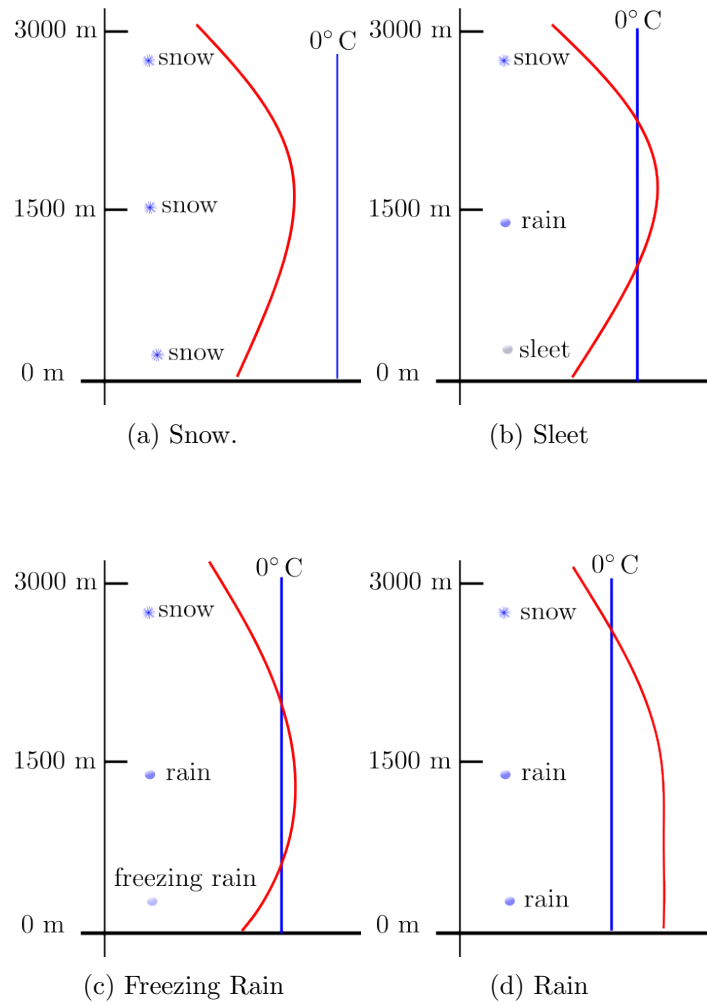 3000 m
0° C
snow
1500 m
snow
snow
0 m
(a) Snow.
3000 m
0° C
snow
1500 m
rain
sleet
0 m
(b) Sleet
3000 m
0° C
snow
1500 m
rain
freezing rain
0 m
(c) Freezing Rain
3000 m
0° C
snow
1500 m
rain
rain
0 m
(d) Rain